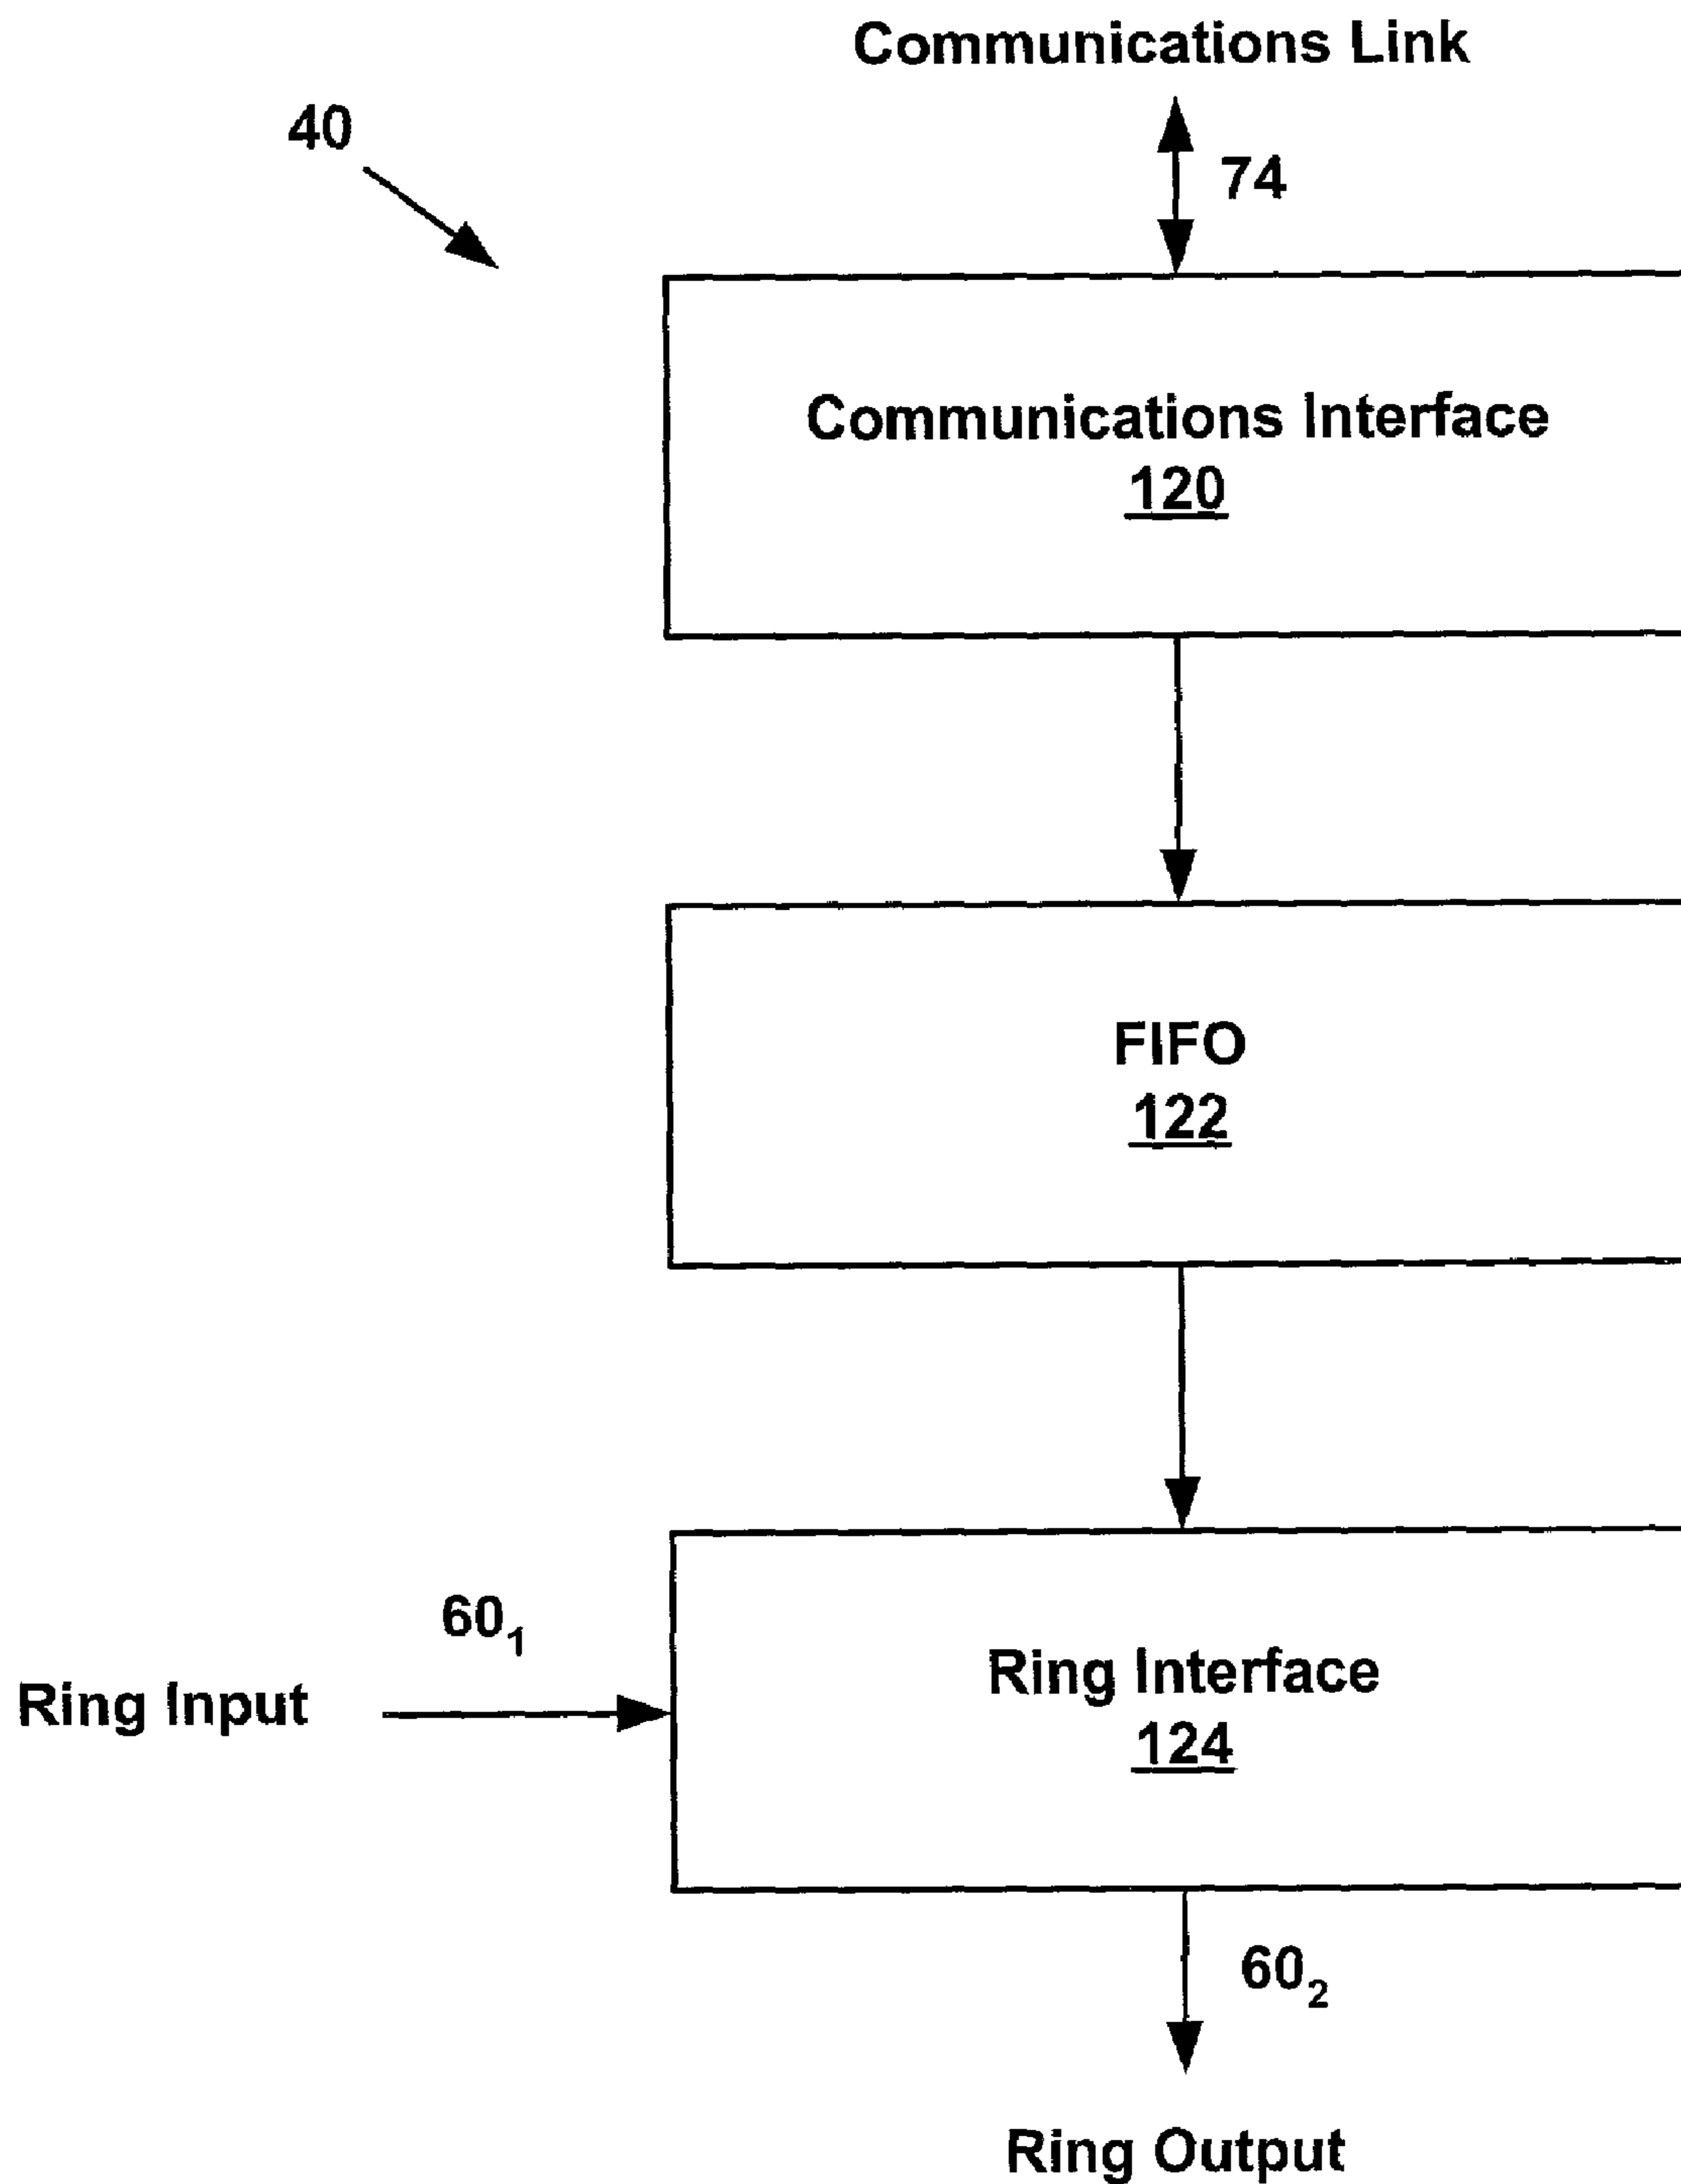 Communications Link
40
74
Communications Interface
120
FIFO
122
60₁
Ring Input
Ring Interface
124
60₂
Ring Output